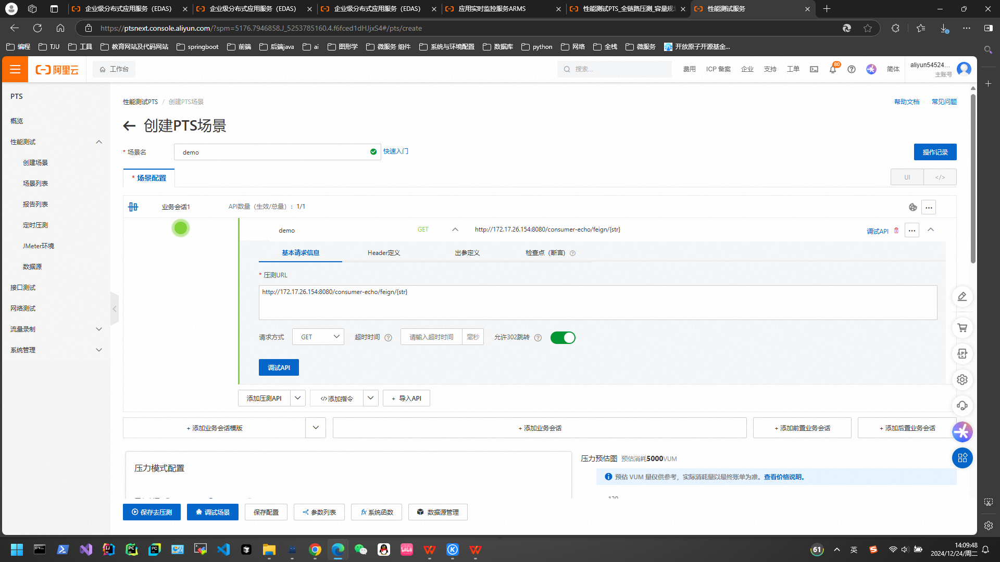 企业级分布式应用服务（EDAS）
企业级分布式应用服务（EDAS）
企业级分布式应用服务（EDAS）
应用实时监控服务ARMS
性能测试PTS_全链路压测_容量规
性能测试服务
https://ptsnext.console.aliyun.com/?spm=5176.7946858.J_5253785160.4.f6fced1dHJjxS4#/pts/create
编程 TJU 工具 教育网站及代码网站 springboot 前端 后端java ai 图形学 微服务 组件 系统与环境配置 数据库 python 网络 全栈 微服务 开放原子开源基金...
阿里云 工作台 搜索... 费用 ICP 备案 企业 支持 工单 80 简体 aliyun54524...
主账号
PTS
概览
性能测试
创建场景
场景列表
报告列表
定时压测
JMeter环境
数据源
接口测试
网络测试
流量录制
系统管理
性能测试PTS / 创建PTS场景 帮助文档 常见问题
创建PTS场景
* 场景名 demo 快速入门 操作记录
* 场景配置 UI </>
业务会话1 API数量（生效/总量）： 1/1
demo GET http://172.17.26.154:8080/consumer-echo/feign/{str} 调试API
基本请求信息 Header定义 出参定义 检查点（断言）
* 压测URL
http://172.17.26.154:8080/consumer-echo/feign/{str}
请求方式 GET 超时时间 请输入超时时间 毫秒 允许302跳转
调试API
添加压测API </>添加指令 + 导入API
+ 添加业务会话模版 + 添加业务会话 + 添加前置业务会话 + 添加后置业务会话
压力模式配置
压力预估图 预估消耗5000VUM
预估 VUM 量仅供参考，实际消耗量以最终账单为准。查看价格说明。
120
保存去压测 调试场景 保存配置 参数列表 fx 系统函数 数据源管理
APP
61 英 14:09:48
2024/12/24/周二